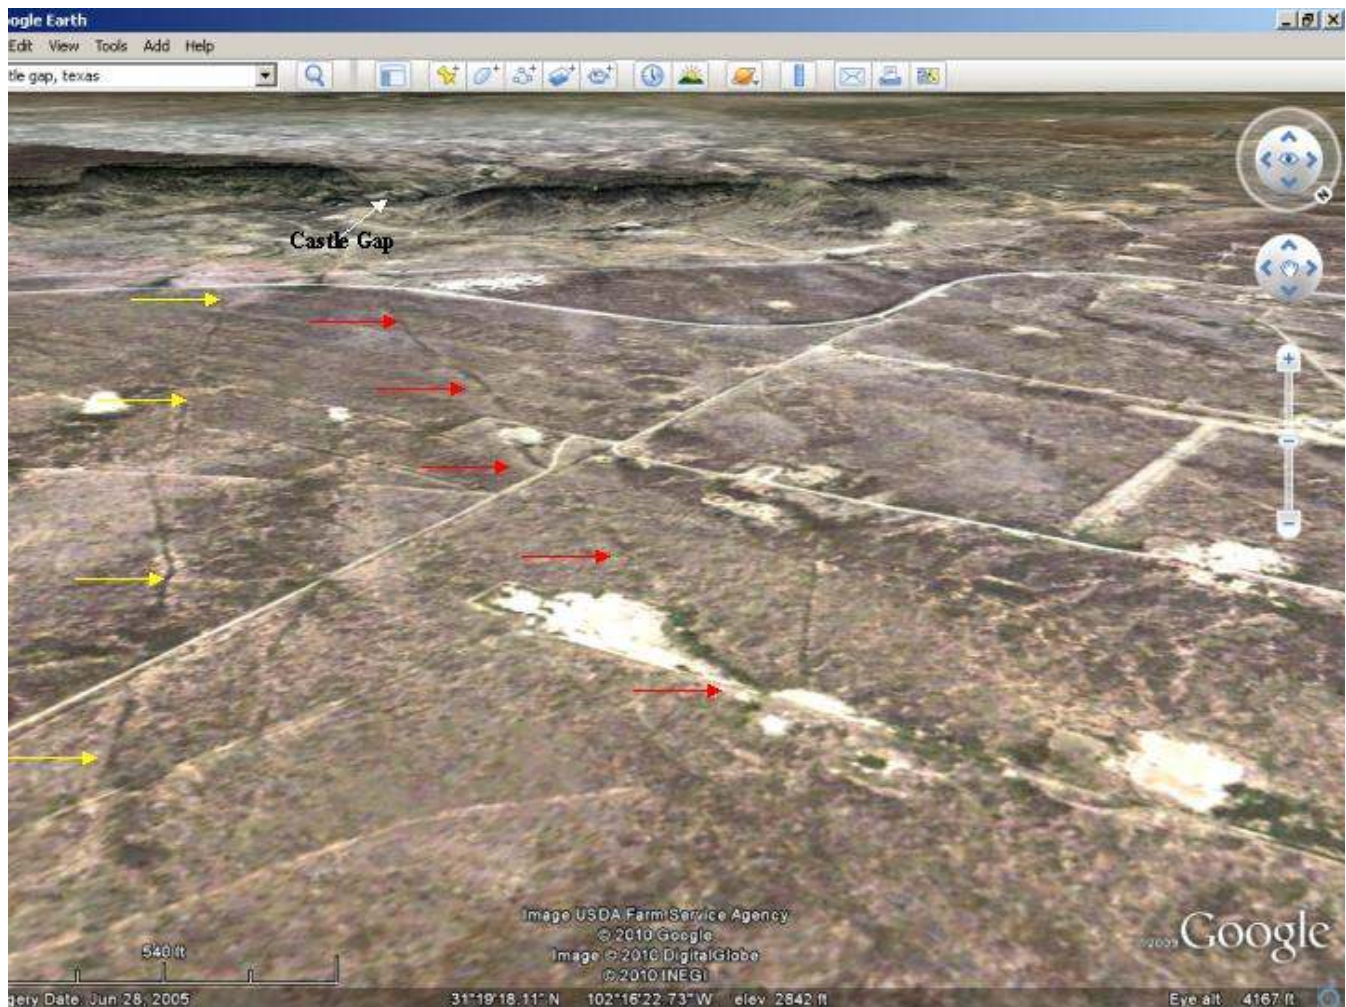 oogle Earth
Edit View Tools Add Help
tle gap, texas
N
Castle Gap
Image USDA Farm Service Agency
© 2010 Google
Image © 2010 DigitalGlobe
© 2010 INEGI
©2009 Google
540 ft
gery Date: Jun 28, 2005 31°19'18.11" N 102°16'22.73" W elev 2842 ft Eye alt 4167 ft